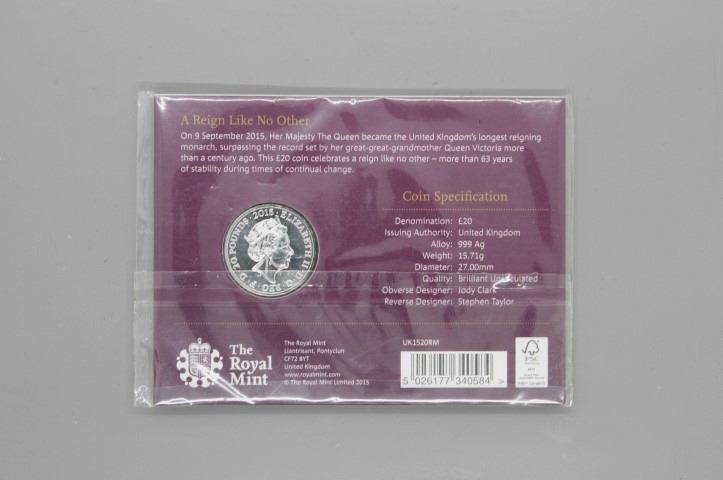 A Reign Like No Other
On 9 September 2015, Her Majesty The Queen became the United Kingdom's longest reigning
monarch, surpassing the record set by her great-great-grandmother Queen Victoria more
than a century ago. This £20 coin celebrates a reign like no other – more than 63 years
of stability during times of continual change.
Coin Specification
Denomination: £20
Issuing Authority: United Kingdom
Alloy: 999 Ag
Weight: 15.71g
Diameter: 27.00mm
Quality: Brilliant Uncirculated
Obverse Designer: Jody Clark
Reverse Designer: Stephen Taylor
ELIZABETH II D G REG F D 20 POUNDS 2015
The
Royal
Mint
The Royal Mint
Llantrisant, Pontyclun
CF72 8YT
United Kingdom
www.royalmint.com
© The Royal Mint Limited 2015
UK1520RM
5 026177 340584 >
FSC